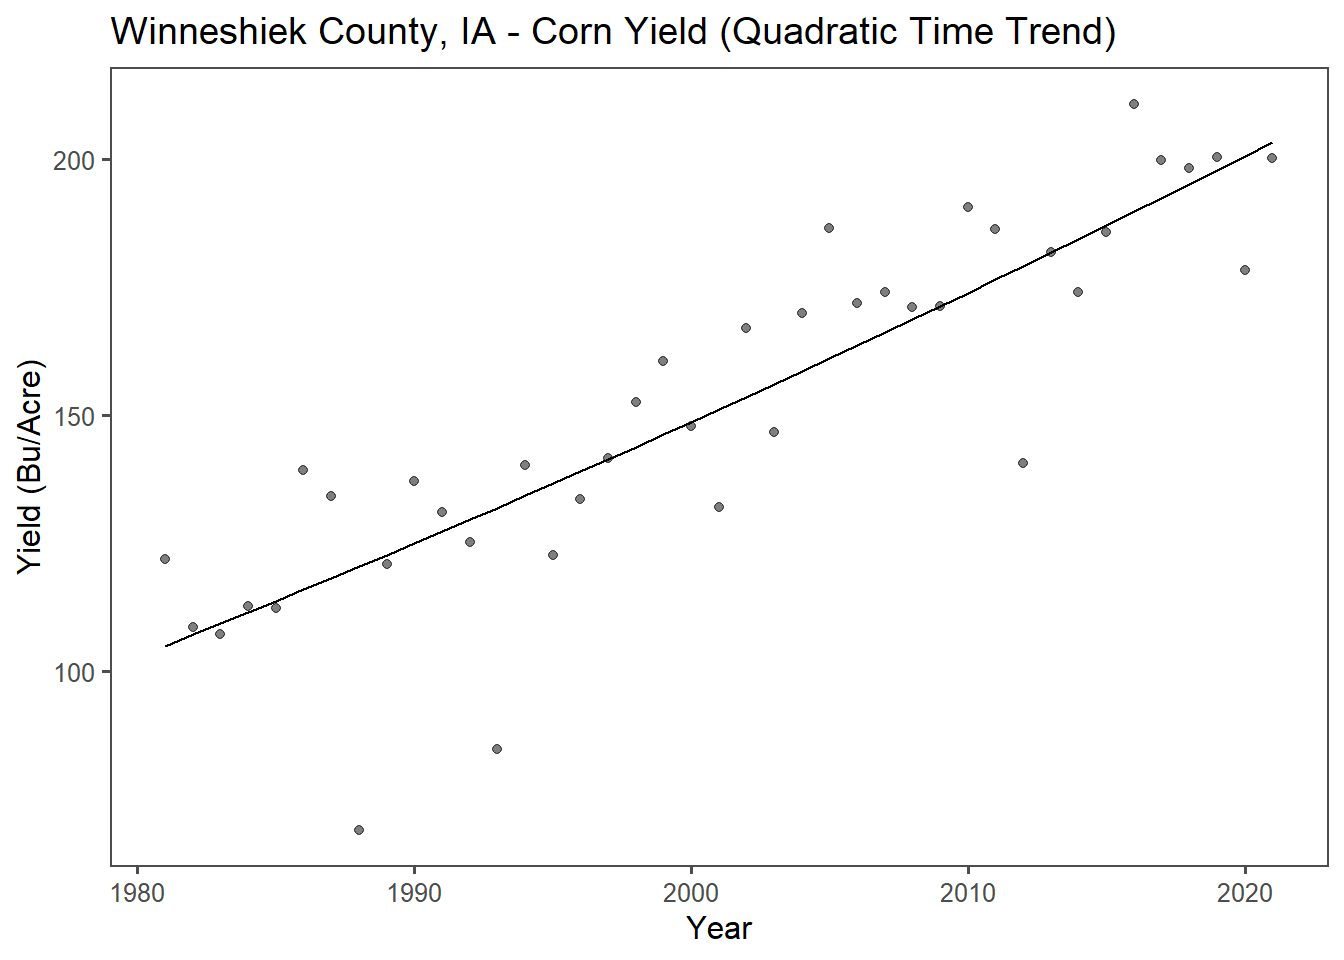 Winneshiek County, IA - Corn Yield (Quadratic Time Trend)
Yield (Bu/Acre)
200
150
100
1980 1990 2000 2010 2020
Year